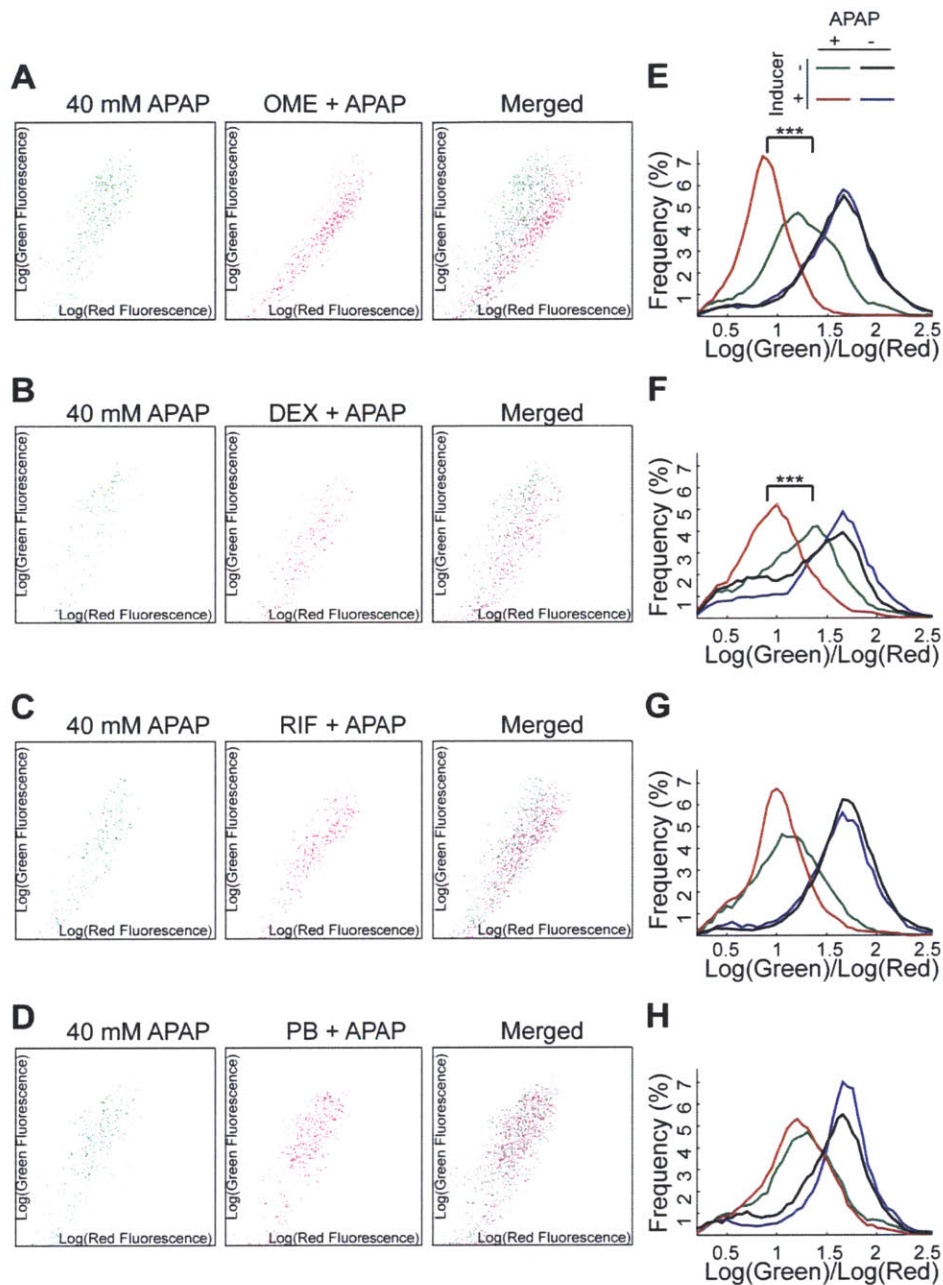 APAP
+ -
Inducer
-
+
A
40 mM APAP
OME + APAP
Merged
Log(Green Fluorescence)
Log(Red Fluorescence)
Log(Green Fluorescence)
Log(Red Fluorescence)
Log(Green Fluorescence)
Log(Red Fluorescence)
E
***
Frequency (%)
7
6
5
4
3
2
1
0.5 1 1.5 2 2.5
Log(Green)/Log(Red)
B
40 mM APAP
DEX + APAP
Merged
Log(Green Fluorescence)
Log(Red Fluorescence)
Log(Green Fluorescence)
Log(Red Fluorescence)
Log(Green Fluorescence)
Log(Red Fluorescence)
F
***
Frequency (%)
7
6
5
4
3
2
1
0.5 1 1.5 2 2.5
Log(Green)/Log(Red)
C
40 mM APAP
RIF + APAP
Merged
Log(Green Fluorescence)
Log(Red Fluorescence)
Log(Green Fluorescence)
Log(Red Fluorescence)
Log(Green Fluorescence)
Log(Red Fluorescence)
G
Frequency (%)
7
6
5
4
3
2
1
0.5 1 1.5 2 2.5
Log(Green)/Log(Red)
D
40 mM APAP
PB + APAP
Merged
Log(Green Fluorescence)
Log(Red Fluorescence)
Log(Green Fluorescence)
Log(Red Fluorescence)
Log(Green Fluorescence)
Log(Red Fluorescence)
H
Frequency (%)
7
6
5
4
3
2
1
0.5 1 1.5 2 2.5
Log(Green)/Log(Red)